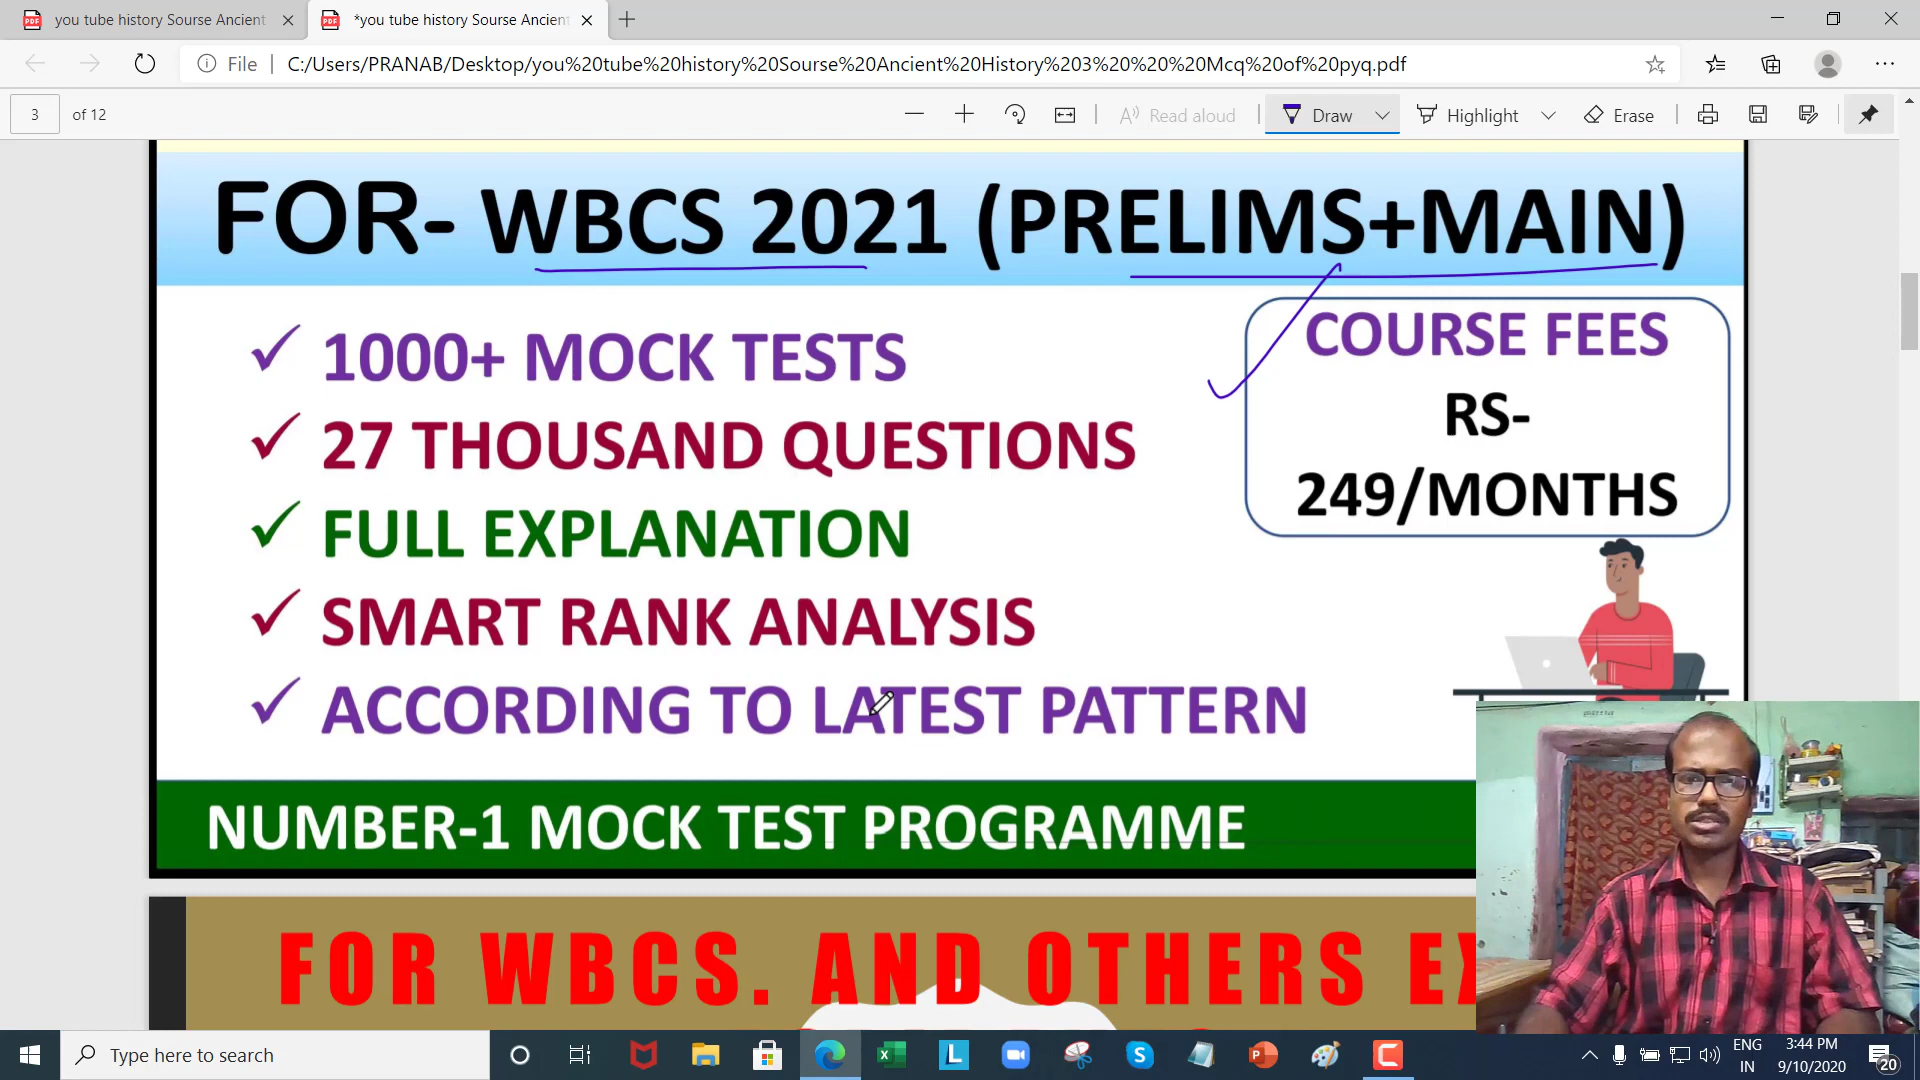 you tube history Sourse Ancient
*you tube history Sourse Ancien
File
C:/Users/PRANAB/Desktop/you%20tube%20history%20Sourse%20Ancient%20History%203%20%20%20Mcq%20of%20pyq.pdf
3 of 12
Read aloud
Draw
Highlight
Erase
FOR- WBCS 2021 (PRELIMS+MAIN)
✓ 1000+ MOCK TESTS
✓ 27 THOUSAND QUESTIONS
✓ FULL EXPLANATION
✓ SMART RANK ANALYSIS
✓ ACCORDING TO LATEST PATTERN
COURSE FEES
RS-
249/MONTHS
NUMBER-1 MOCK TEST PROGRAMME
FOR WBCS. AND OTHERS E
Type here to search
ENG
IN
3:44 PM
9/10/2020
20